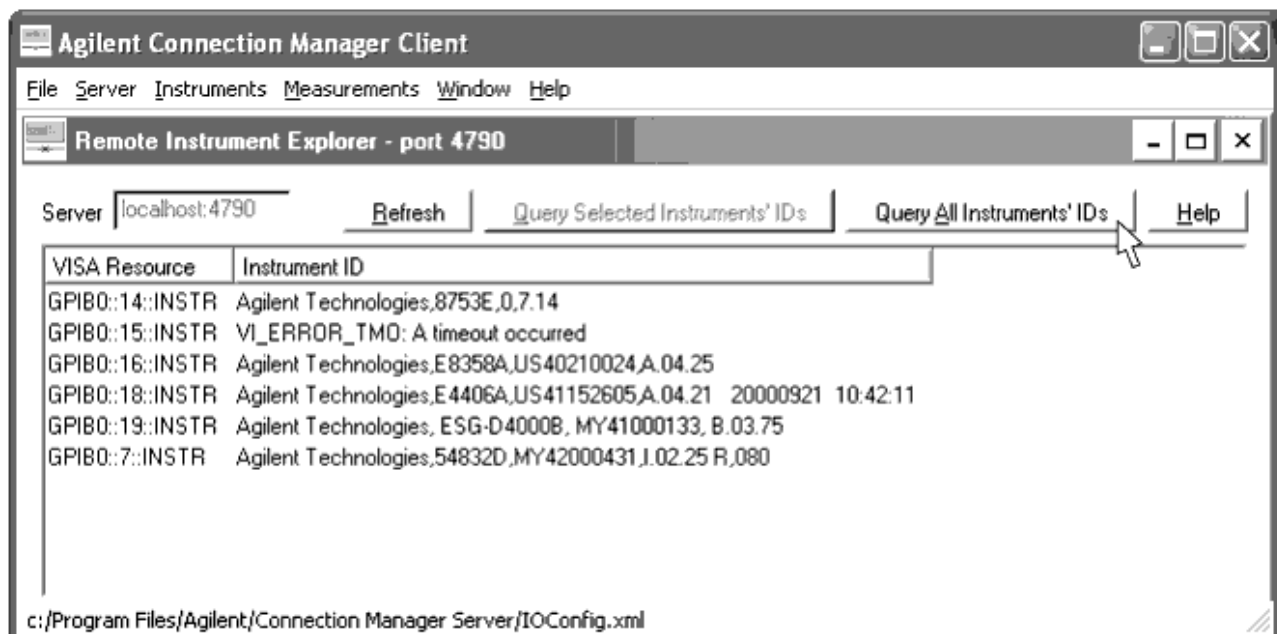 Agilent Connection Manager Client
File Server Instruments Measurements Window Help
Remote Instrument Explorer - port 4790
Server localhost:4790 Refresh Query Selected Instruments' IDs Query All Instruments' IDs Help
VISA Resource Instrument ID
GPIB0::14::INSTR Agilent Technologies,8753E,0,7.14
GPIB0::15::INSTR VI_ERROR_TMO: A timeout occurred
GPIB0::16::INSTR Agilent Technologies,E8358A,US40210024,A.04.25
GPIB0::18::INSTR Agilent Technologies,E4406A,US41152605,A.04.21 20000921 10:42:11
GPIB0::19::INSTR Agilent Technologies, ESG-D4000B, MY41000133, B.03.75
GPIB0::7::INSTR Agilent Technologies,54832D,MY42000431,I.02.25 R,080
c:/Program Files/Agilent/Connection Manager Server/IOConfig.xml